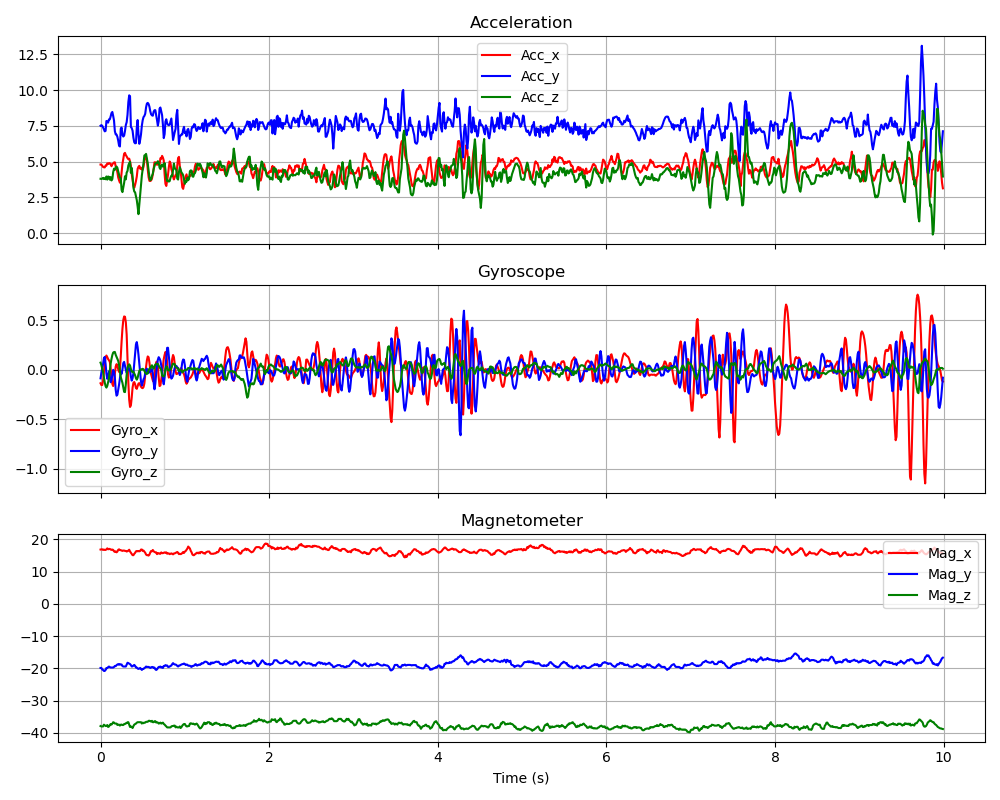 Acceleration
12.5
10.0
7.5
5.0
2.5
0.0
Acc_x
Acc_y
Acc_z
Gyroscope
0.5
0.0
−0.5
−1.0
Gyro_x
Gyro_y
Gyro_z
Magnetometer
20
10
0
−10
−20
−30
−40
Mag_x
Mag_y
Mag_z
0 2 4 6 8 10
Time (s)